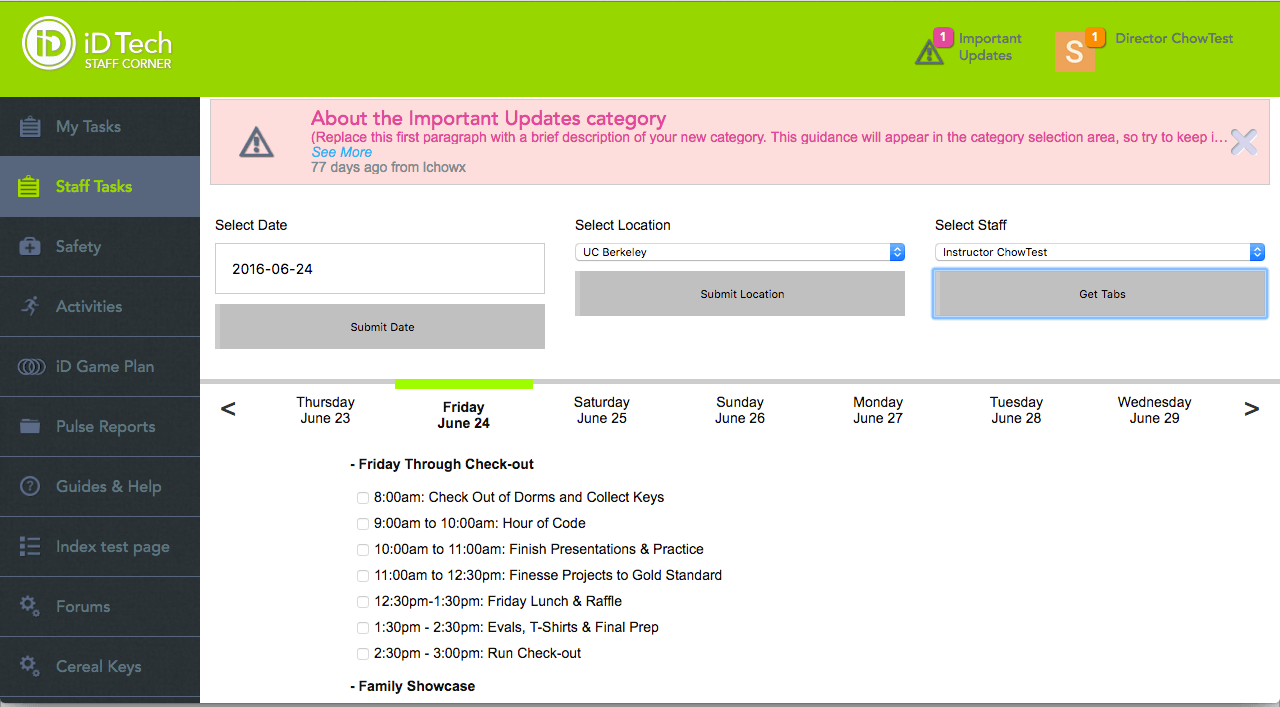 iD iD Tech
STAFF CORNER
1 Important
Updates
S 1 Director ChowTest
My Tasks
Staff Tasks
Safety
Activities
iD Game Plan
Pulse Reports
Guides & Help
Index test page
Forums
Cereal Keys
About the Important Updates category
(Replace this first paragraph with a brief description of your new category. This guidance will appear in the category selection area, so try to keep i...
See More
77 days ago from lchowx
Select Date
2016-06-24
Submit Date
Select Location
UC Berkeley
Submit Location
Select Staff
Instructor ChowTest
Get Tabs
<
Thursday
June 23
Friday
June 24
Saturday
June 25
Sunday
June 26
Monday
June 27
Tuesday
June 28
Wednesday
June 29
>
- Friday Through Check-out
8:00am: Check Out of Dorms and Collect Keys
9:00am to 10:00am: Hour of Code
10:00am to 11:00am: Finish Presentations & Practice
11:00am to 12:30pm: Finesse Projects to Gold Standard
12:30pm-1:30pm: Friday Lunch & Raffle
1:30pm - 2:30pm: Evals, T-Shirts & Final Prep
2:30pm - 3:00pm: Run Check-out
- Family Showcase